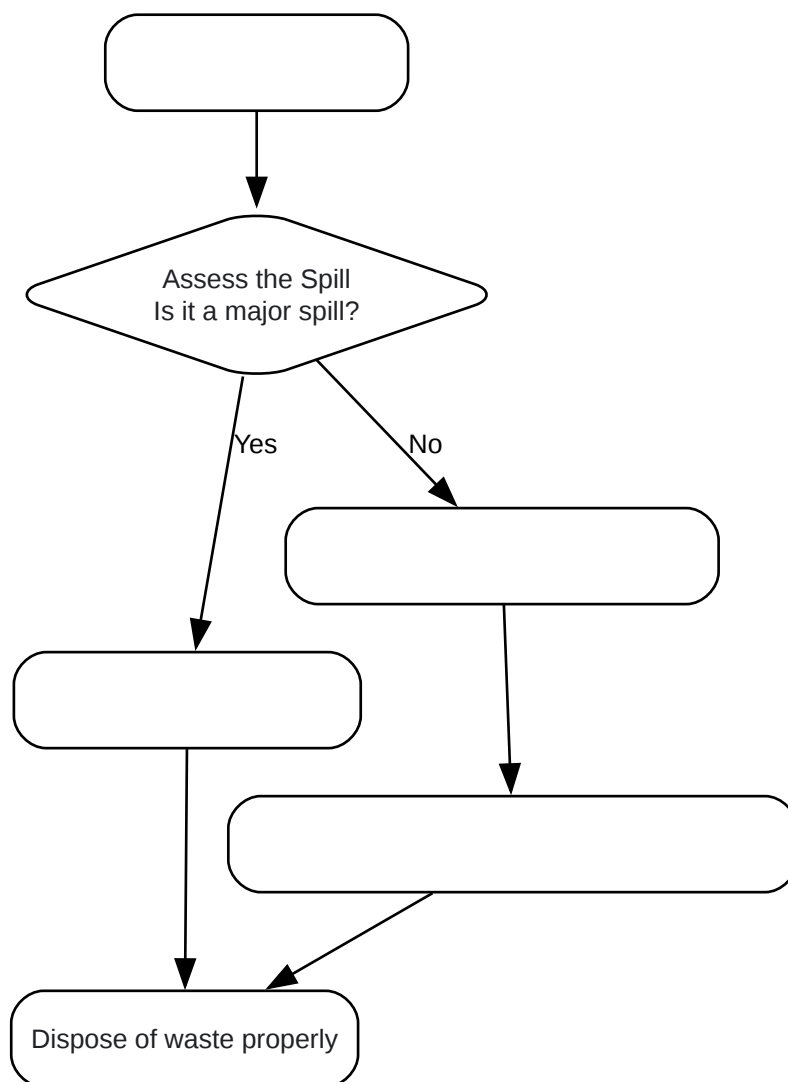 Assess the Spill
Is it a major spill?
Yes
No
Dispose of waste properly